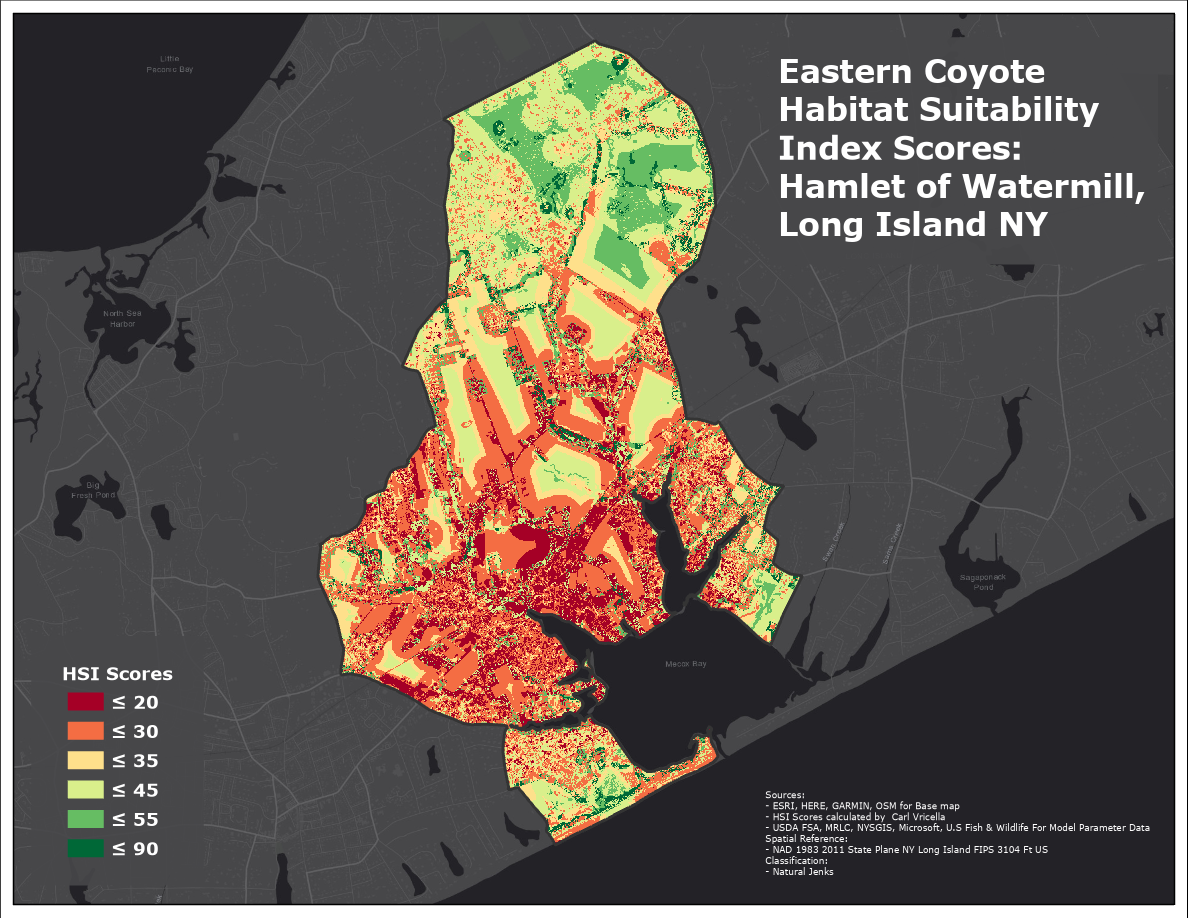 Little
Peconic Bay
Eastern Coyote
Habitat Suitability
Index Scores:
Hamlet of Watermill,
Long Island NY
North Sea
Harbor
Big
Fresh Pond
Swan Creek
Sagaponack
Pond
Mecox Bay
HSI Scores
≤ 20
≤ 30
≤ 35
≤ 45
≤ 55
≤ 90
Sources:
- ESRI, HERE, GARMIN, OSM for Base map
- HSI Scores calculated by  Carl Vricella
- USDA FSA, MRLC, NYSGIS, Microsoft, U.S Fish & Wildlife For Model Parameter Data
Spatial Reference:
- NAD 1983 2011 State Plane NY Long Island FIPS 3104 Ft US
Classification:
- Natural Jenks